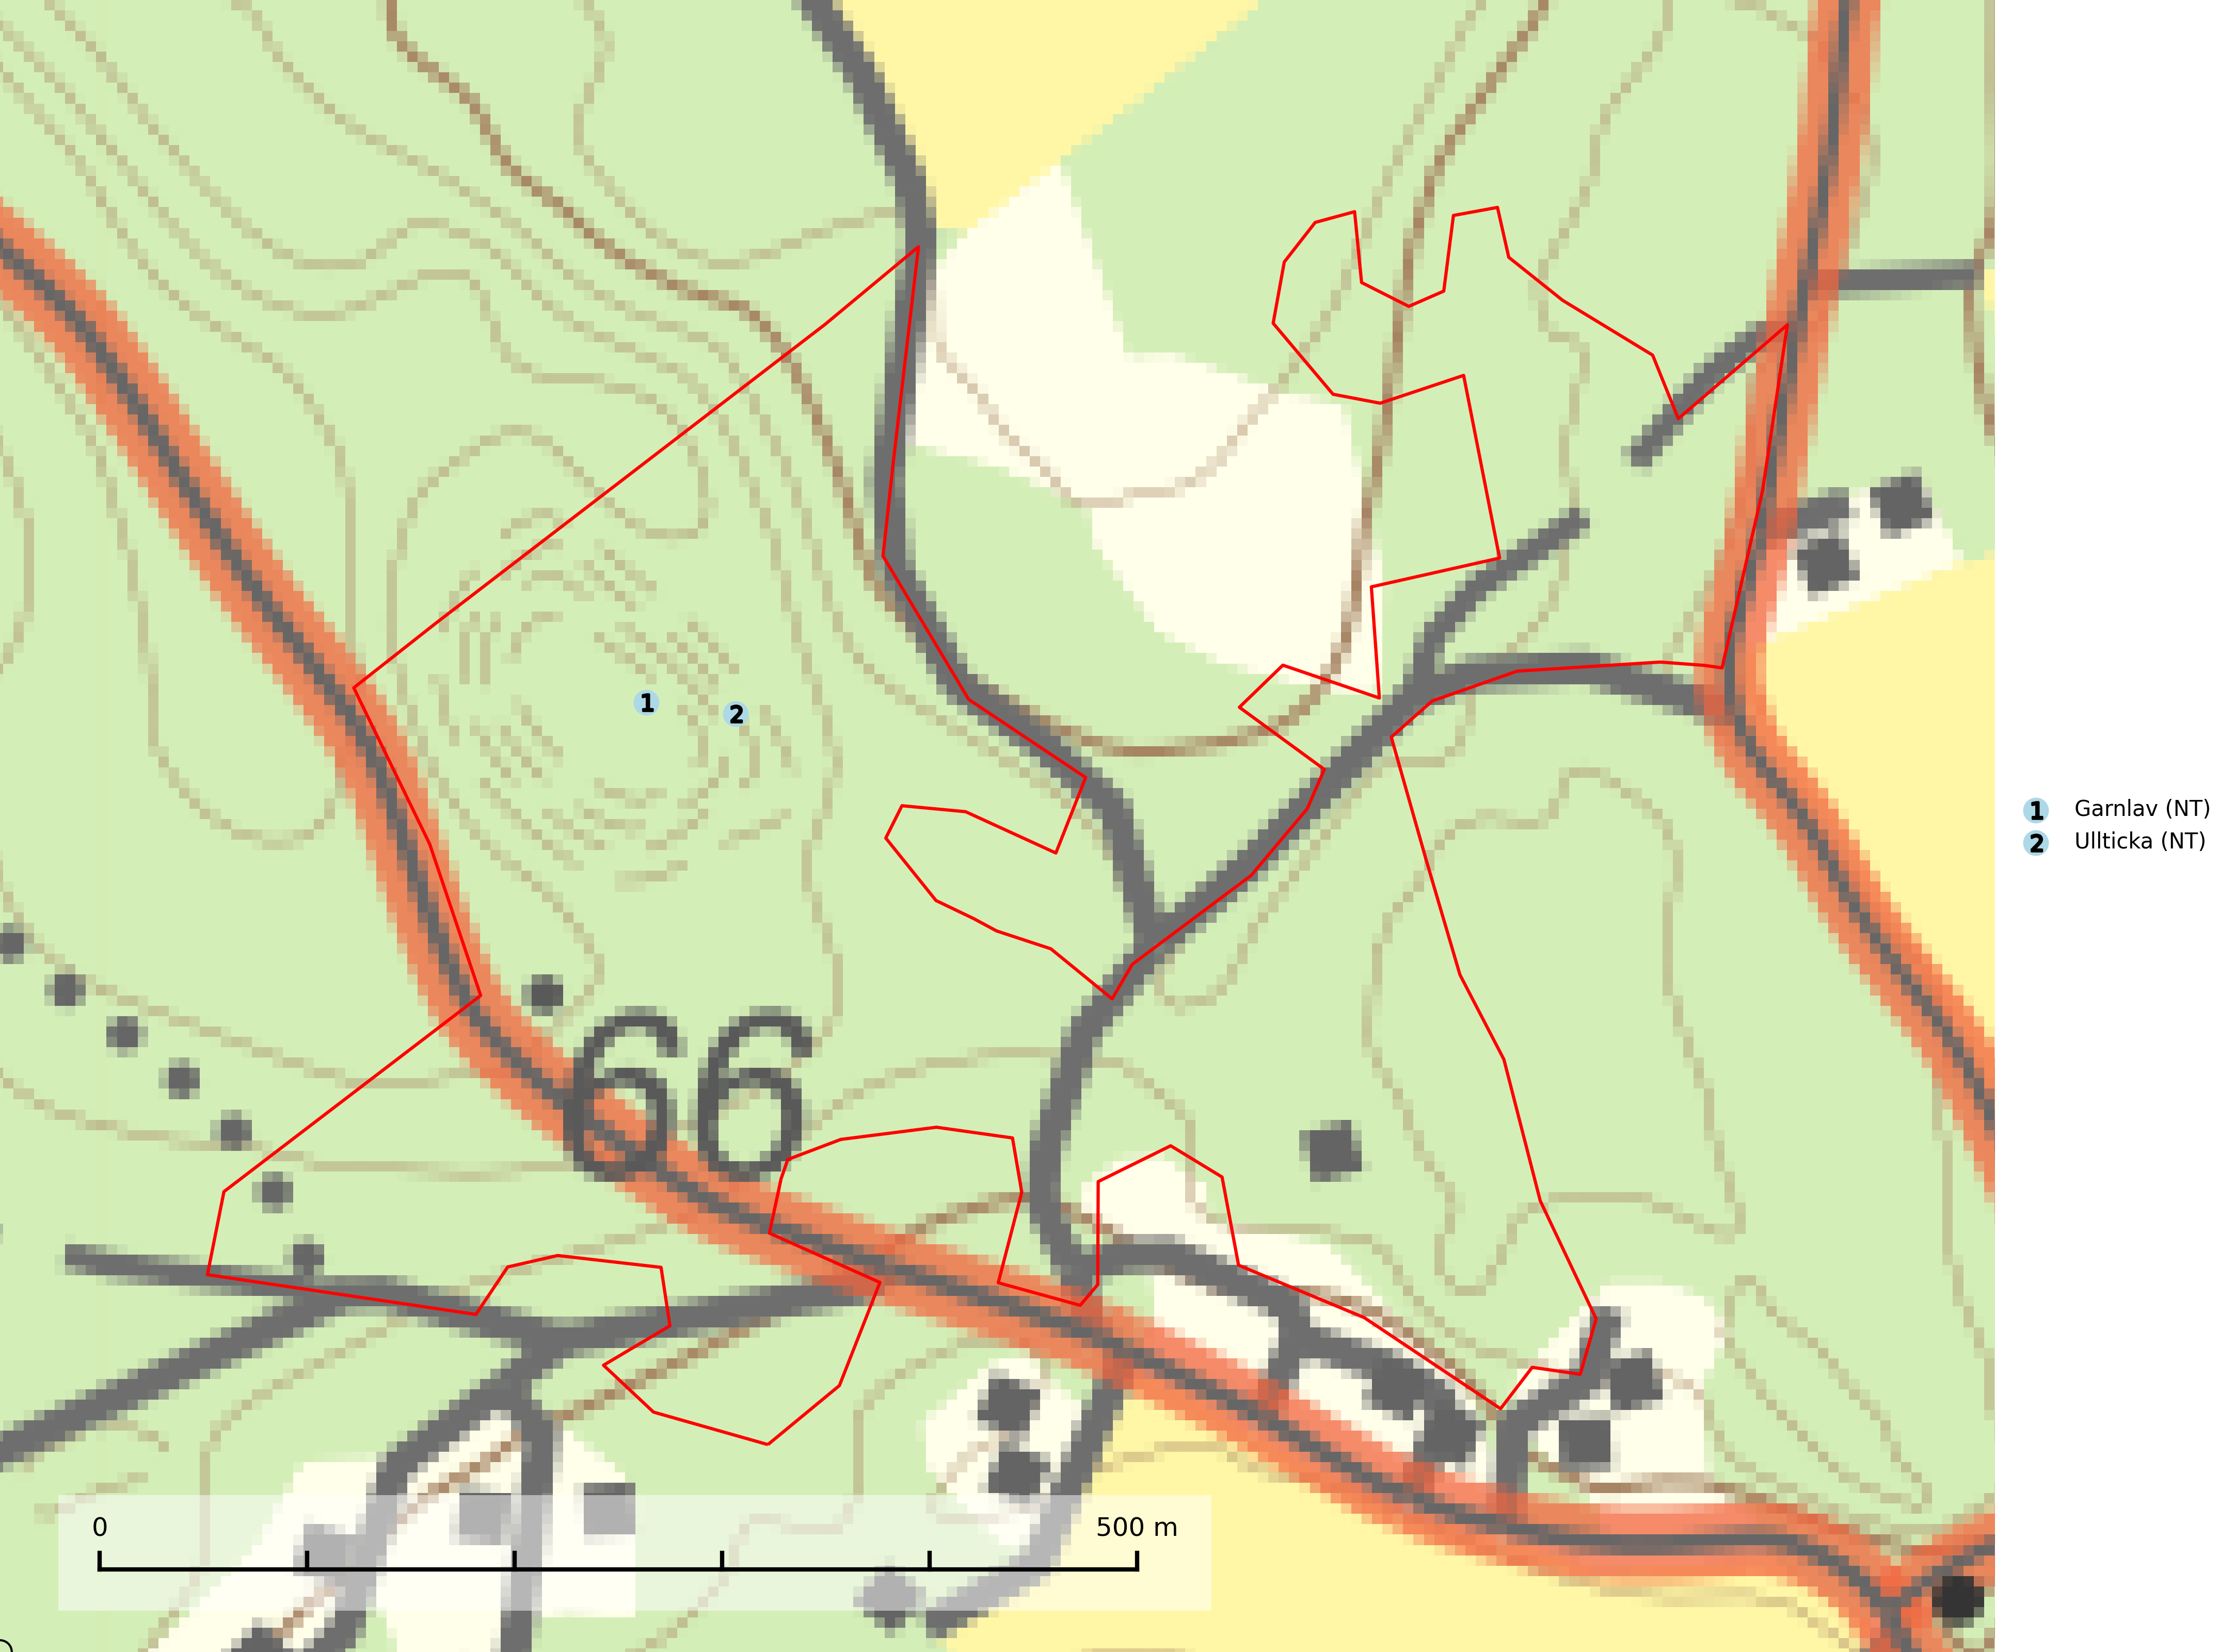 1
2
66
1 Garnlav (NT)
2 Ullticka (NT)
0 500 m